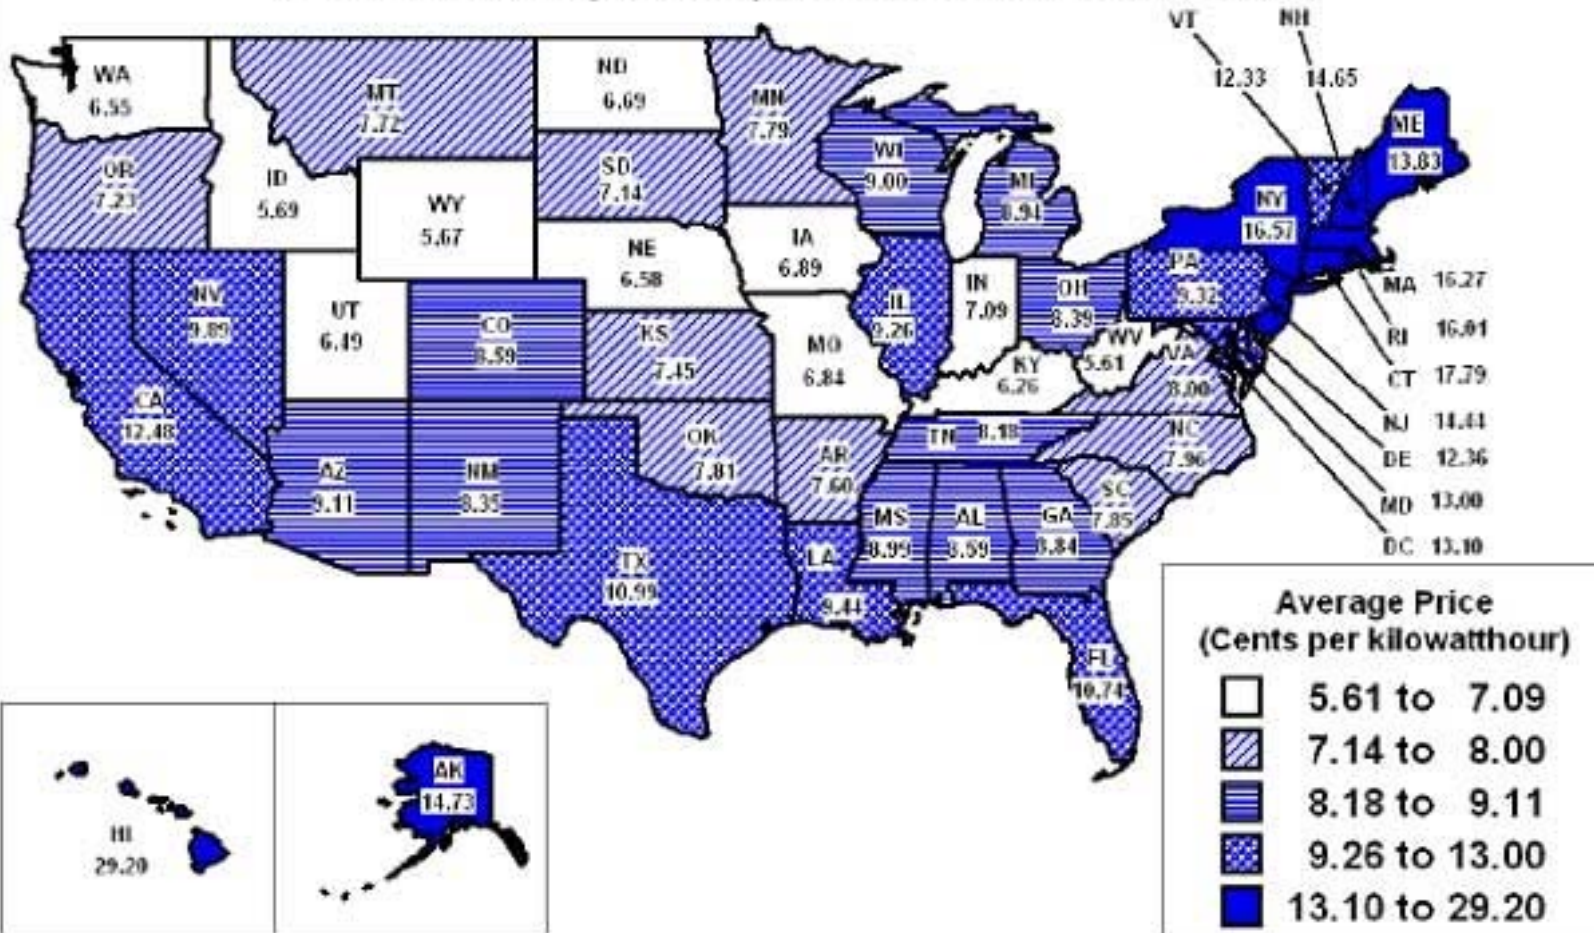 VT
NH
WA
6.55
MT
7.72
ND
6.69
MN
7.79
12.33
14.65
ME
13.83
OR
7.23
ID
5.69
WY
5.67
SD
7.14
WI
9.00
MI
8.94
NY
16.57
NE
6.58
IA
6.89
NV
9.89
UT
6.49
CO
8.59
KS
7.45
MO
6.84
IL
9.26
IN
7.09
OH
8.39
PA
9.32
WV
5.61
VA
8.00
KY
6.26
MA 16.27
RI 16.01
CT 17.79
NJ 14.44
DE 12.36
MD 13.00
DC 13.10
CA
12.48
AZ
9.11
NM
8.35
OK
7.81
AR
7.60
TN 8.18
NC
7.96
SC
7.85
MS
8.99
AL
8.59
GA
8.84
TX
10.99
LA
9.44
FL
10.74
HI
29.20
AK
14.73
Average Price
(Cents per kilowatthour)
5.61 to 7.09
7.14 to 8.00
8.18 to 9.11
9.26 to 13.00
13.10 to 29.20